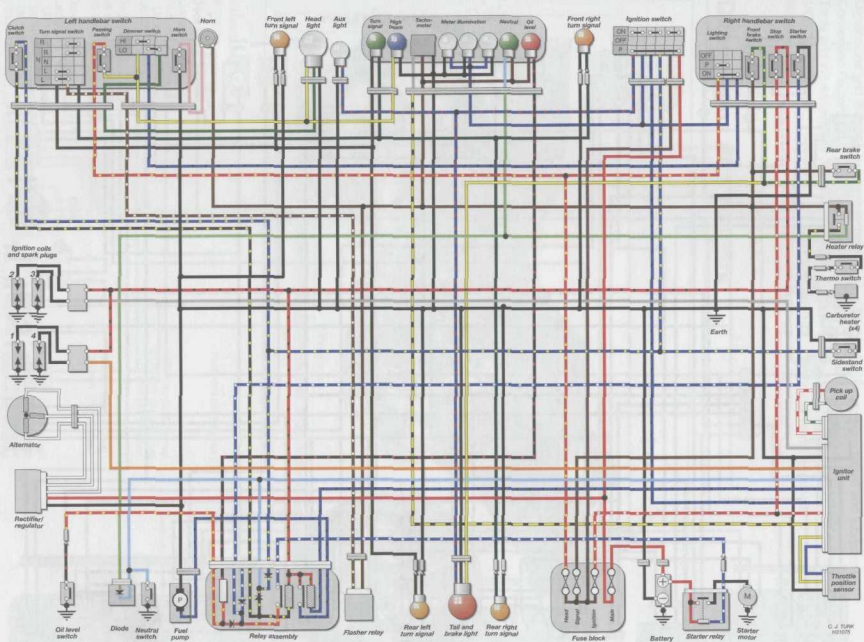 Left handlebar switch
Clutch switch
Turn signal switch
Passing switch
Dimmer switch
Horn switch
R
R
N
N
L
L
HI
LO
Horn
Front left turn signal
Head light
Aux light
Turn signal
High beam
Tacho-meter
Meter illumination
Neutral
Oil level
Front right turn signal
Ignition switch
ON
OFF
P
Right handlebar switch
Lighting switch
Front brake switch
Stop switch
Starter switch
OFF
P
ON
Rear brake switch
Heater relay
Thermo switch
Carburetor heater (x4)
Sidestand switch
Ignition coils and spark plugs
2
3
1
4
Earth
Pick up coil
Alternator
Ignitor unit
Rectifier/ regulator
Throttle position sensor
Oil level switch
Diode
Neutral switch
P
Fuel pump
Relay assembly
Flasher relay
Rear left turn signal
Tail and brake light
Rear right turn signal
Head
Signal
Ignition
Main
Fuse block
Battery
Starter relay
M
Starter motor
C.J. TURK